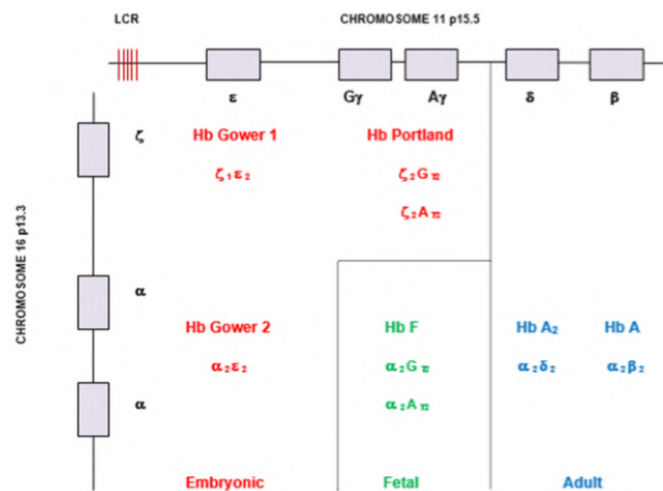 LCR CHROMOSOME 11 p15.5
ε Gγ Aγ δ β
CHROMOSOME 16 p13.3
ζ
Hb Gower 1 Hb Portland
ζ₁ε₂ ζ₂Gγ₂
ζ₂Aγ₂
α
Hb Gower 2 Hb F Hb A₂ Hb A
α₂ε₂ α₂Gγ₂ α₂δ₂ α₂β₂
α α₂Aγ₂
Embryonic Fetal Adult